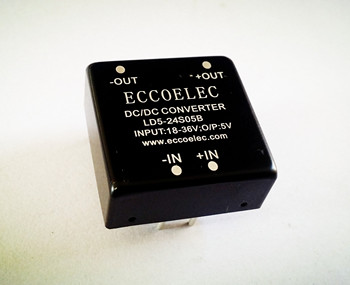 -OUT +OUT
ECCOELEC
DC/DC CONVERTER
LD5-24S05B
INPUT:18-36V;O/P:5V
www.eccoelec.com
-IN +IN